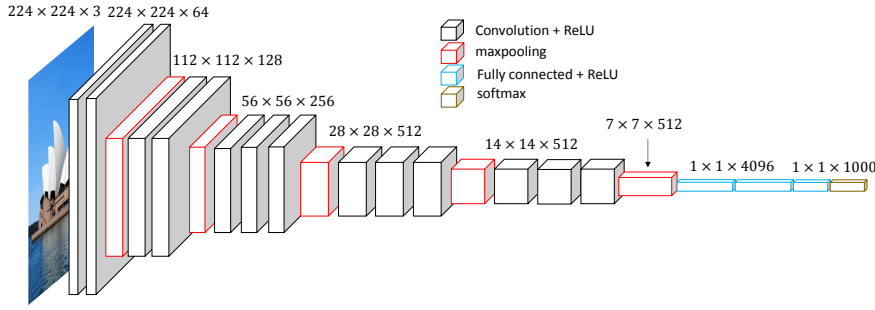 224 × 224 × 3
224 × 224 × 64
112 × 112 × 128
56 × 56 × 256
28 × 28 × 512
14 × 14 × 512
7 × 7 × 512
1 × 1 × 4096
1 × 1 × 1000
Convolution + ReLU
maxpooling
Fully connected + ReLU
softmax